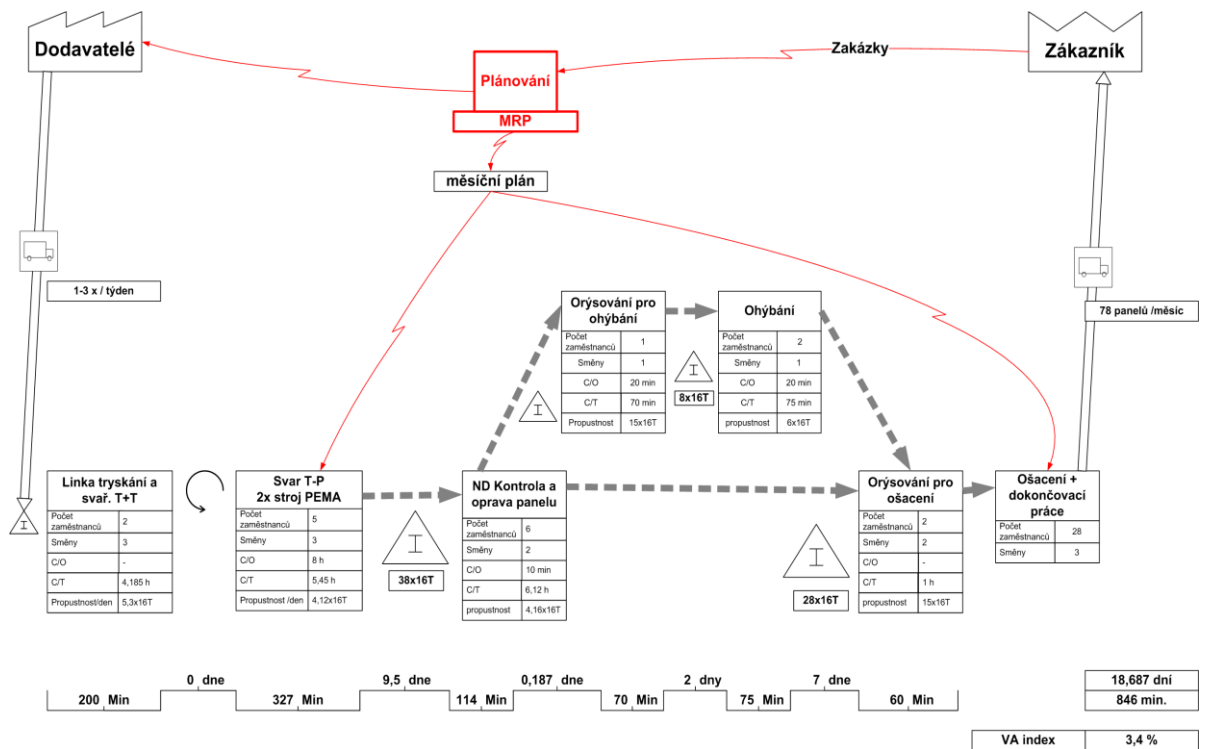 Dodavatelé
Zakázky
Zákazník
Plánování
MRP
měsíční plán
1-3 x / týden
78 panelů /měsíc
Orýsování pro
ohýbání
Počet
zaměstnanců
1
Směny
1
C/O
20 min
C/T
70 min
Propustnost
15x16T
I
I
8x16T
Ohýbání
Počet
zaměstnanců
2
Směny
1
C/O
20 min
C/T
75 min
propustnost
6x16T
I
Linka tryskání a
svař. T+T
Počet
zaměstnanců
2
Směny
3
C/O
-
C/T
4,185 h
Propustnost/den
5,3x16T
Svar T-P
2x stroj PEMA
Počet
zaměstnanců
5
Směny
3
C/O
8 h
C/T
5,45 h
Propustnost /den
4,12x16T
I
38x16T
ND Kontrola a
oprava panelu
Počet
zaměstnanců
6
Směny
2
C/O
10 min
C/T
6,12 h
propustnost
4,16x16T
I
28x16T
Orýsování pro
ošacení
Počet
zaměstnanců
2
Směny
2
C/O
-
C/T
1 h
propustnost
15x16T
Ošacení +
dokončovací
práce
Počet
zaměstnanců
28
Směny
3
0 dne
9,5 dne
0,187 dne
2 dny
7 dne
18,687 dní
200 Min
327 Min
114 Min
70 Min
75 Min
60 Min
846 min.
VA index
3,4 %